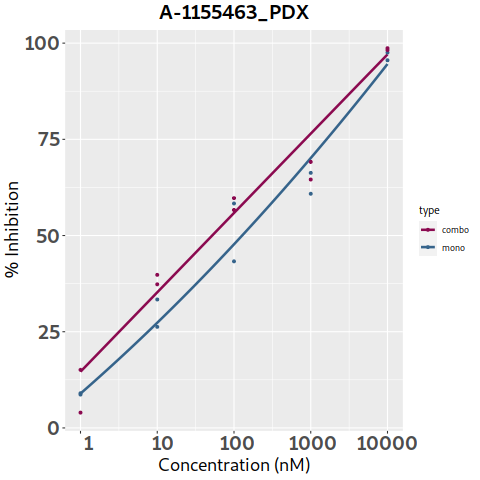 A-1155463_PDX
100
75
50
25
0
% Inhibition
1 10 100 1000 10000
Concentration (nM)
type
combo
mono